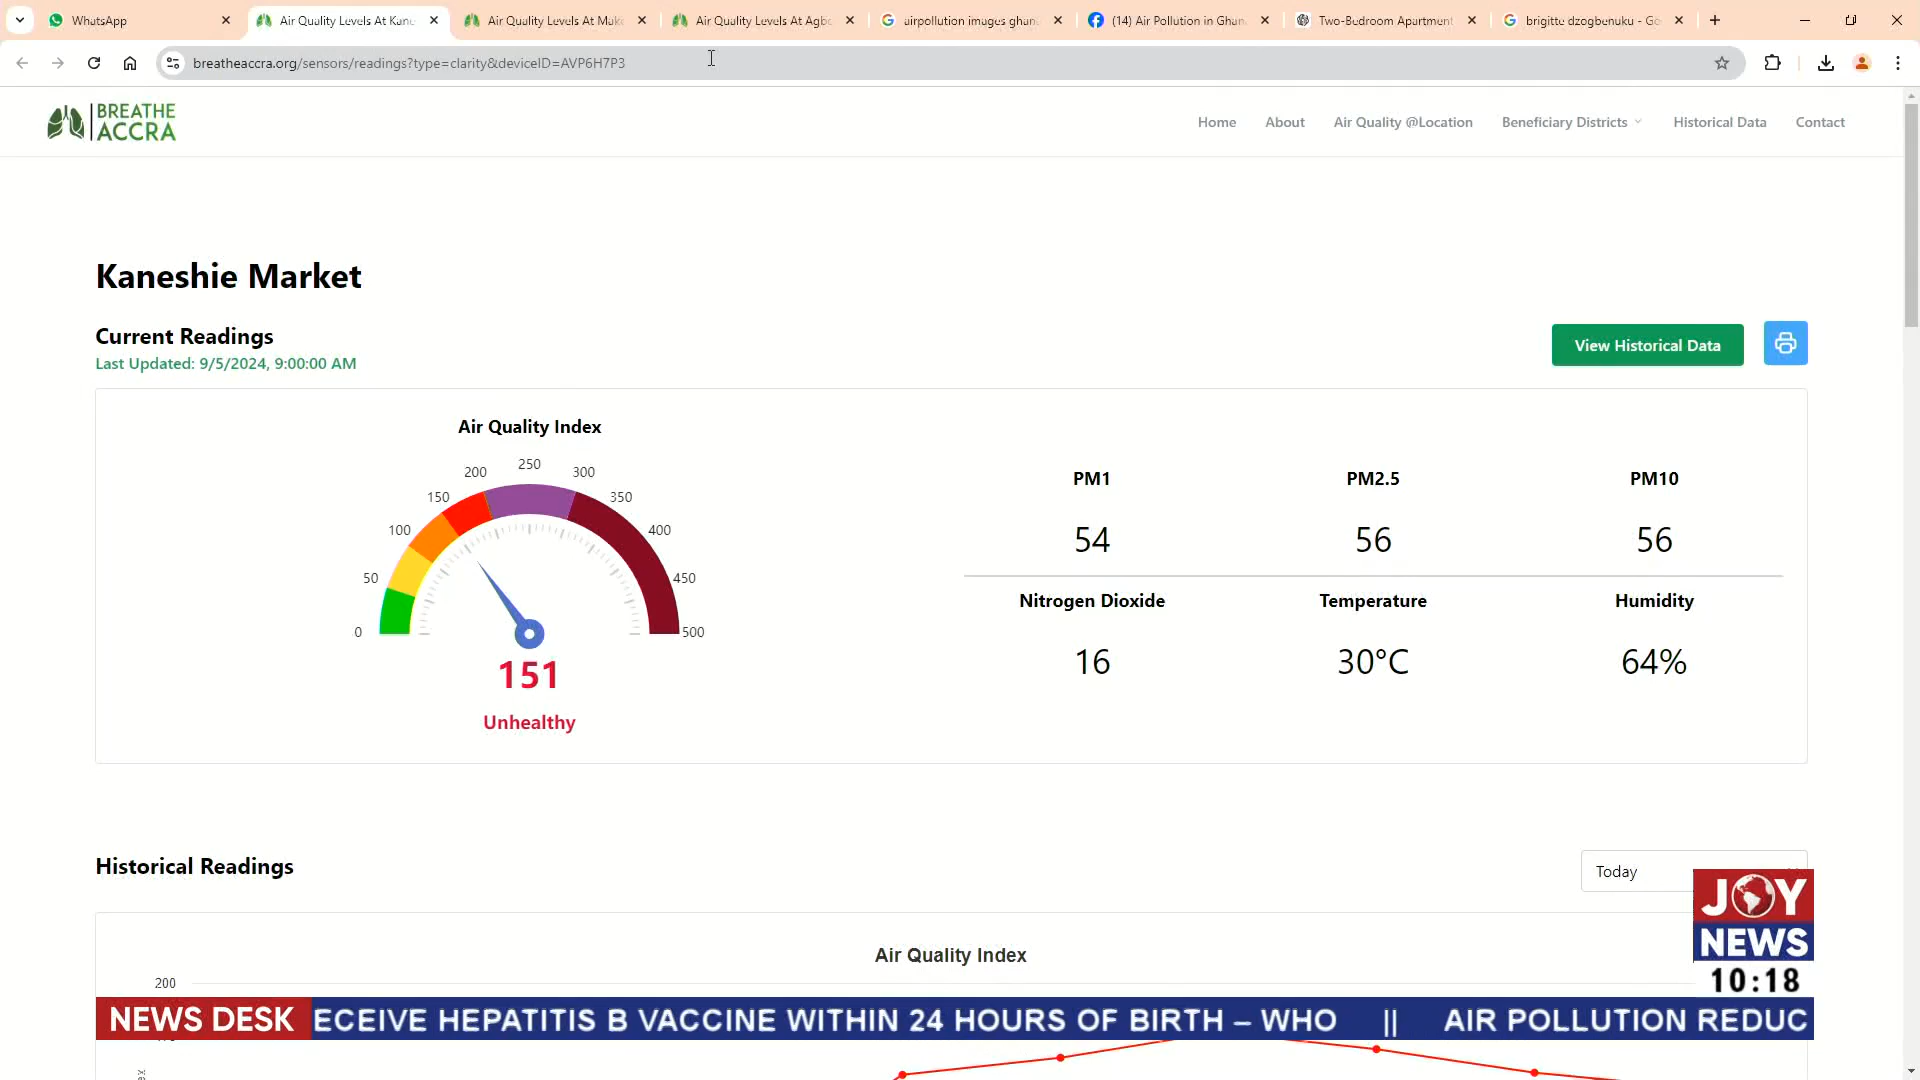 WhatsApp
Air Quality Levels At Kane
Air Quality Levels At Mak
Air Quality Levels At Agbo
airpollution images ghana
(14) Air Pollution in Ghan
Two-Bedroom Apartment
brigitte dzogbenuku - Go
breatheaccra.org/sensors/readings?type=clarity&deviceID=AVP6H7P3
BREATHE
ACCRA
Home
About
Air Quality @Location
Beneficiary Districts
Historical Data
Contact
Kaneshie Market
Current Readings
Last Updated: 9/5/2024, 9:00:00 AM
View Historical Data
Air Quality Index
0
50
100
150
200
250
300
350
400
450
500
151
Unhealthy
PM1
PM2.5
PM10
54
56
56
Nitrogen Dioxide
Temperature
Humidity
16
30°C
64%
Historical Readings
Today
Air Quality Index
200
JOY
NEWS
10:18
NEWS DESK
ECEIVE HEPATITIS B VACCINE WITHIN 24 HOURS OF BIRTH – WHO || AIR POLLUTION REDUC